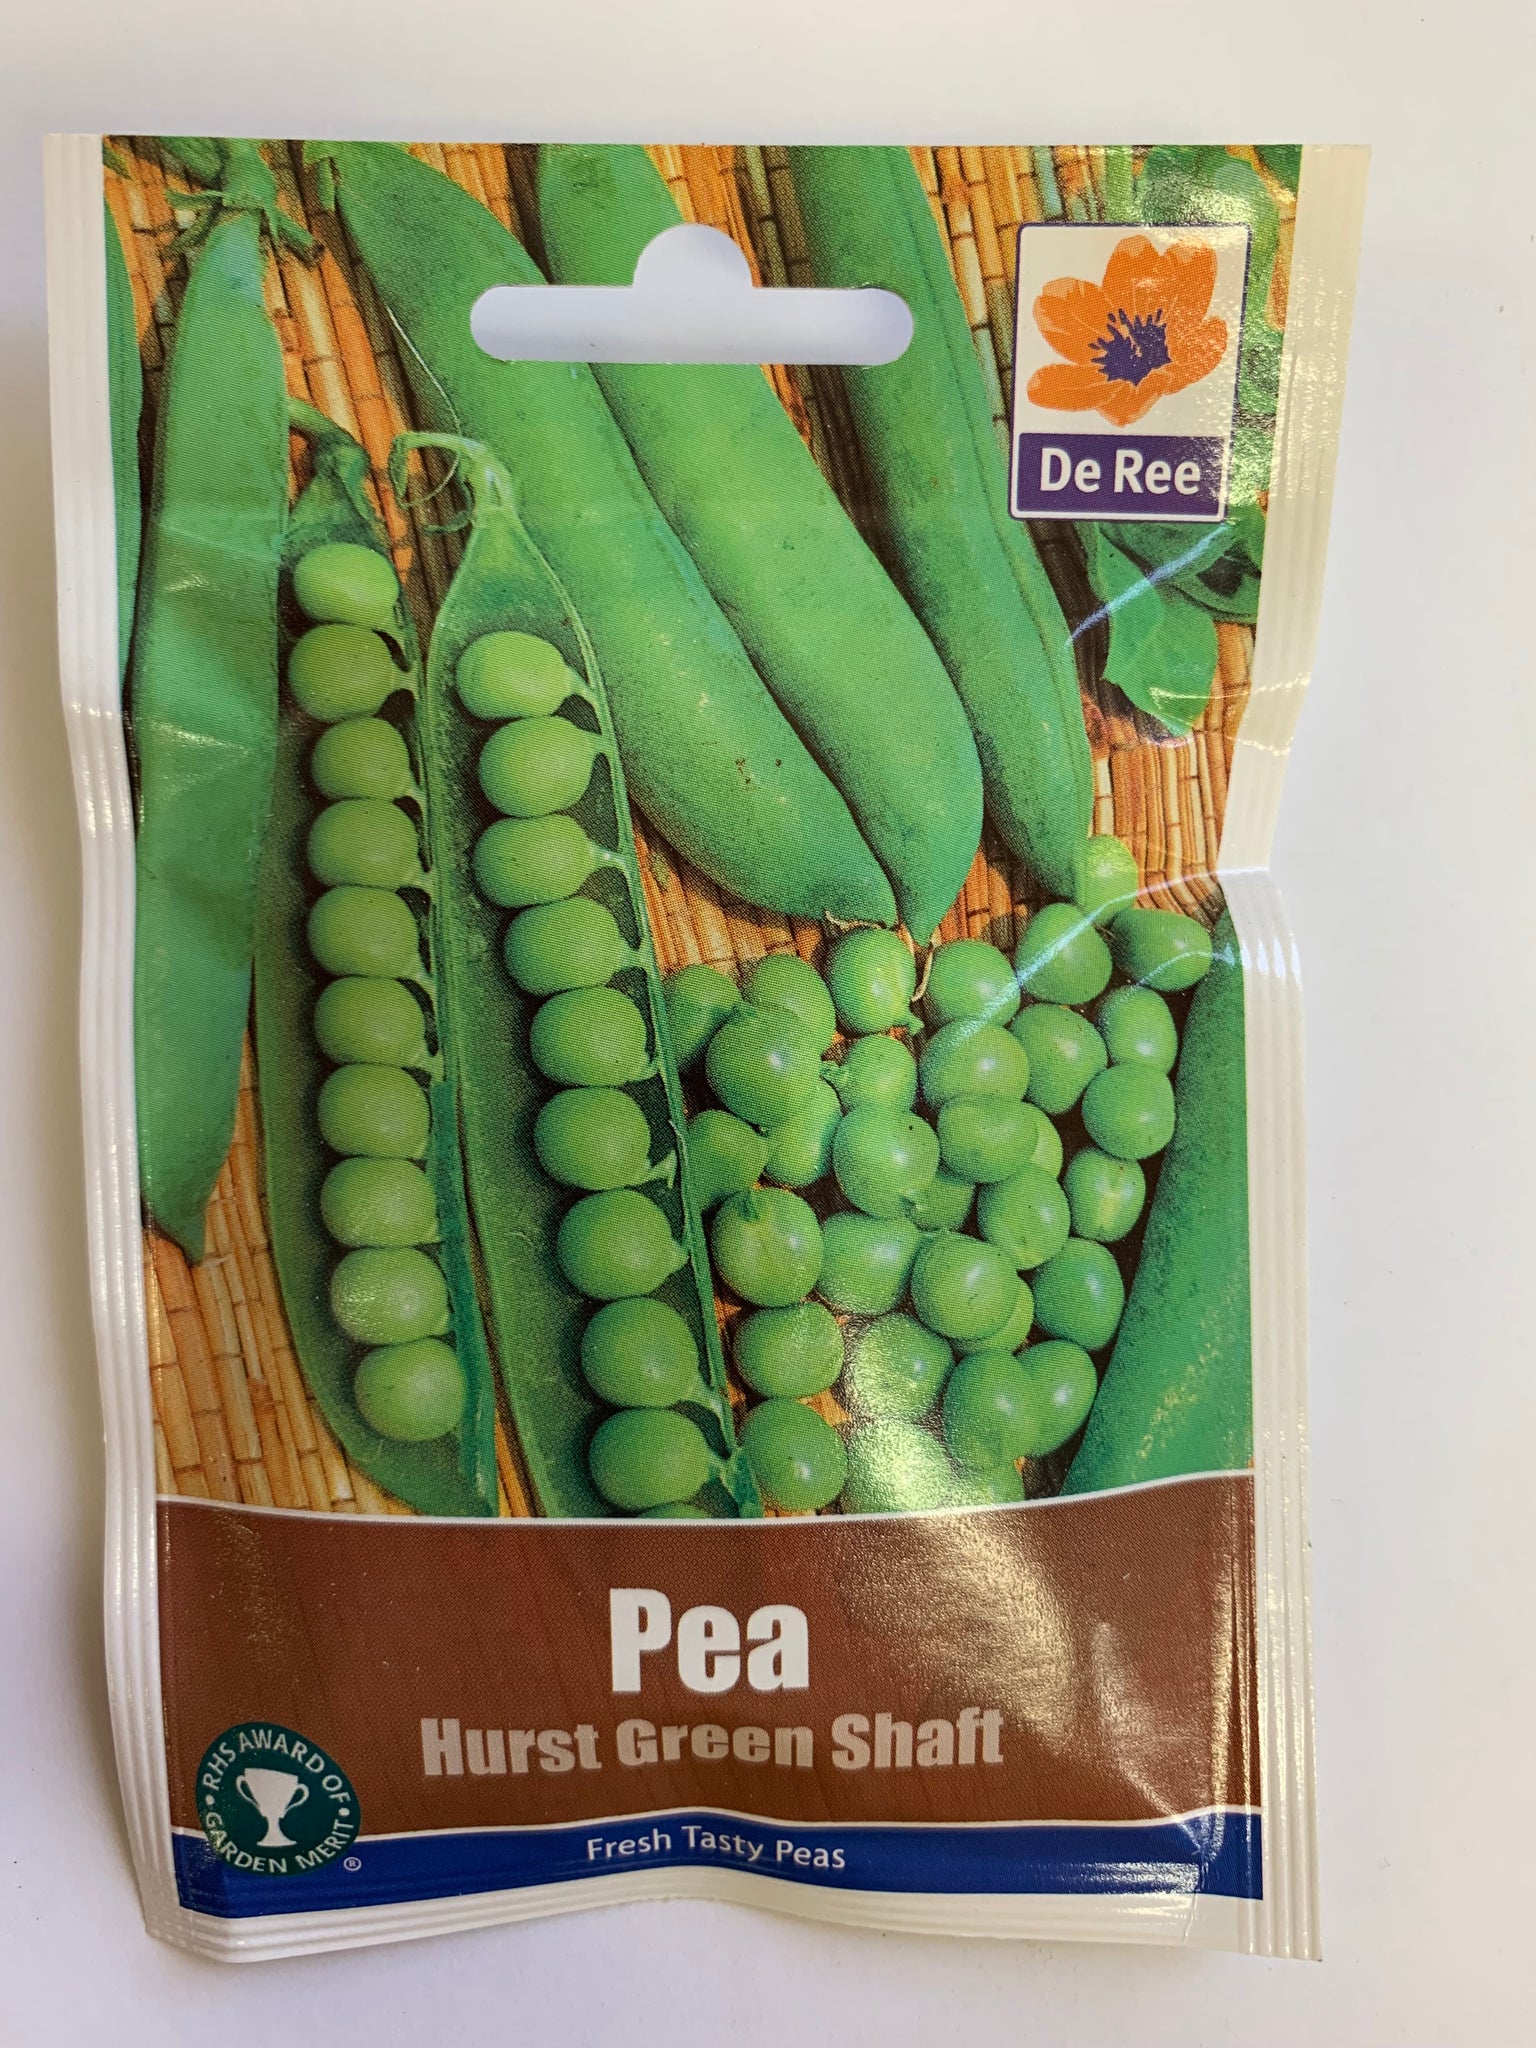 De Ree
Pea
Hurst Green Shaft
RHS AWARD OF
GARDEN MERIT
®
Fresh Tasty Peas